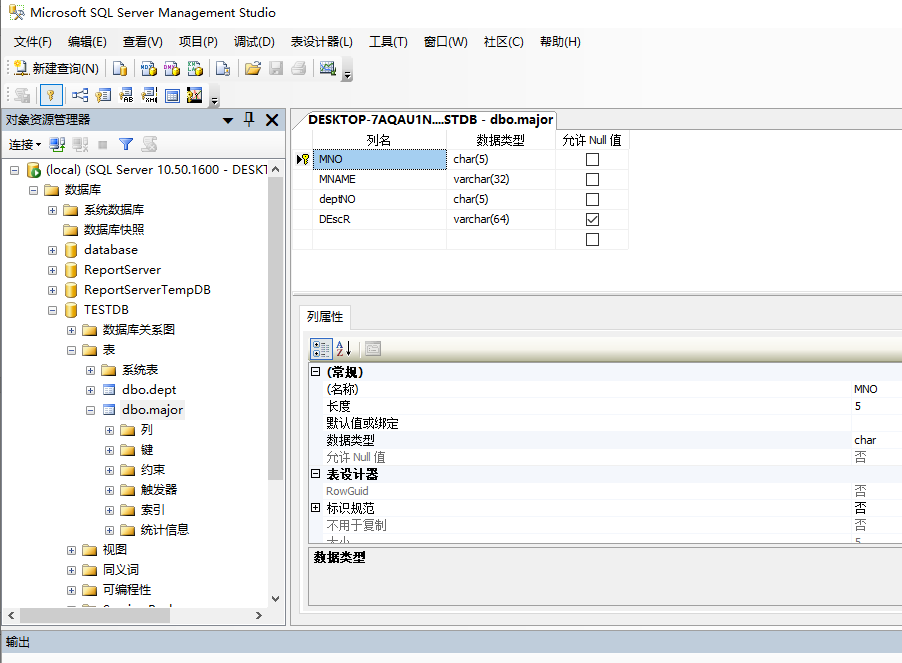 Microsoft SQL Server Management Studio
文件(F) 编辑(E) 查看(V) 项目(P) 调试(D) 表设计器(L) 工具(T) 窗口(W) 社区(C) 帮助(H)
新建查询(N)
对象资源管理器
连接
(local) (SQL Server 10.50.1600 - DESKT
数据库
系统数据库
数据库快照
database
ReportServer
ReportServerTempDB
TESTDB
数据库关系图
表
系统表
dbo.dept
dbo.major
列
键
约束
触发器
索引
统计信息
视图
同义词
可编程性
DESKTOP-7AQAU1N....STDB - dbo.major
列名 数据类型 允许 Null 值
MNO char(5)
MNAME varchar(32)
deptNO char(5)
DEscR varchar(64)
列属性
(常规)
(名称) MNO
长度 5
默认值或绑定
数据类型 char
允许 Null 值 否
表设计器
RowGuid 否
标识规范 否
不用于复制 否
大小 5
数据类型
输出